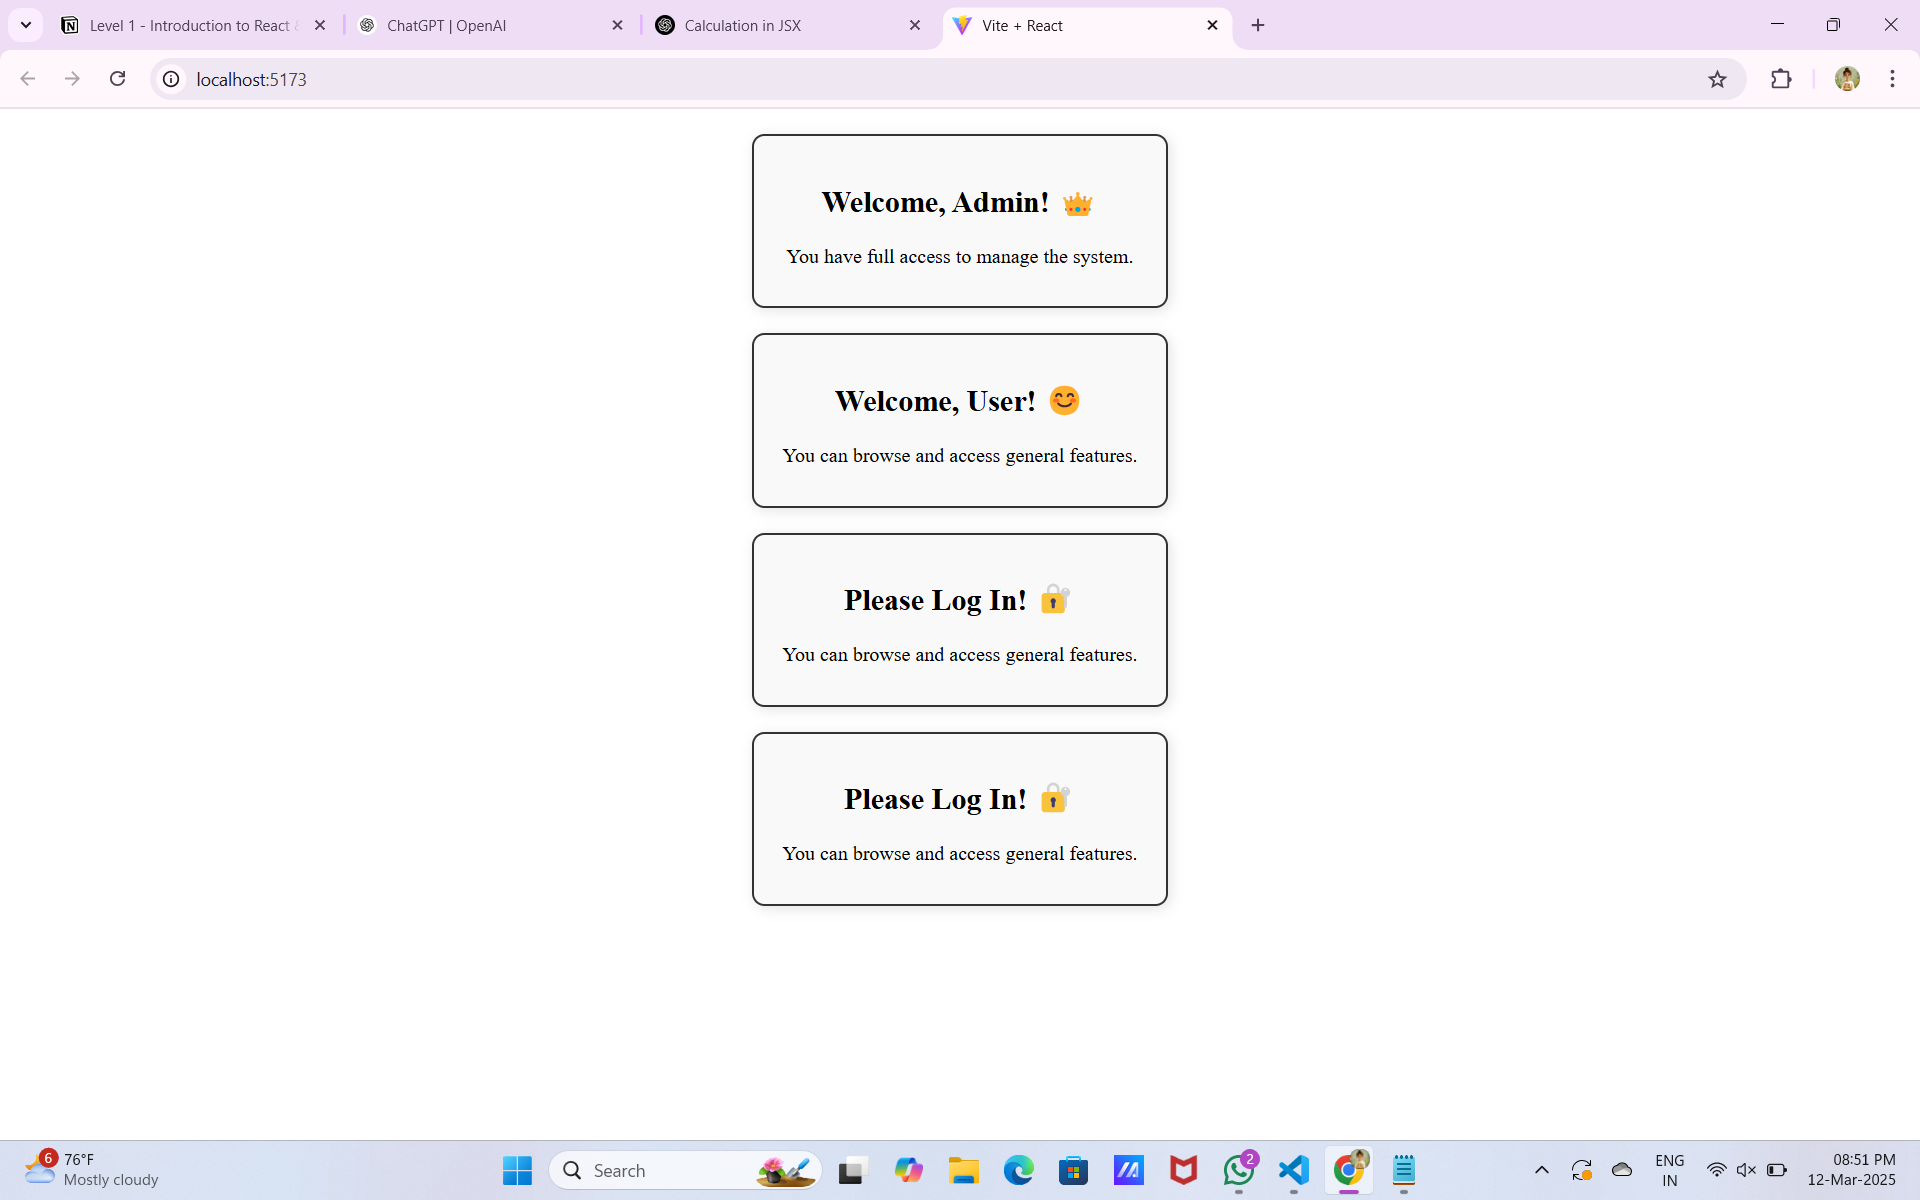 Level 1 - Introduction to React &
ChatGPT | OpenAI
Calculation in JSX
Vite + React
localhost:5173
Welcome, Admin! 👑
You have full access to manage the system.
Welcome, User! 😊
You can browse and access general features.
Please Log In! 🔐
You can browse and access general features.
Please Log In! 🔐
You can browse and access general features.
6
76°F
Mostly cloudy
Search
2
ENG
IN
08:51 PM
12-Mar-2025